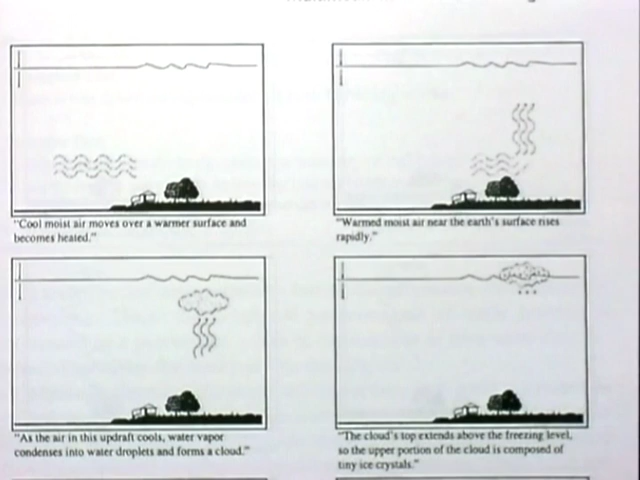 "Cool moist air moves over a warmer surface and
becomes heated."
"Warmed moist air near the earth's surface rises
rapidly."
"As the air in this updraft cools, water vapor
condenses into water droplets and forms a cloud."
"The cloud's top extends above the freezing level,
so the upper portion of the cloud is composed of
tiny ice crystals."